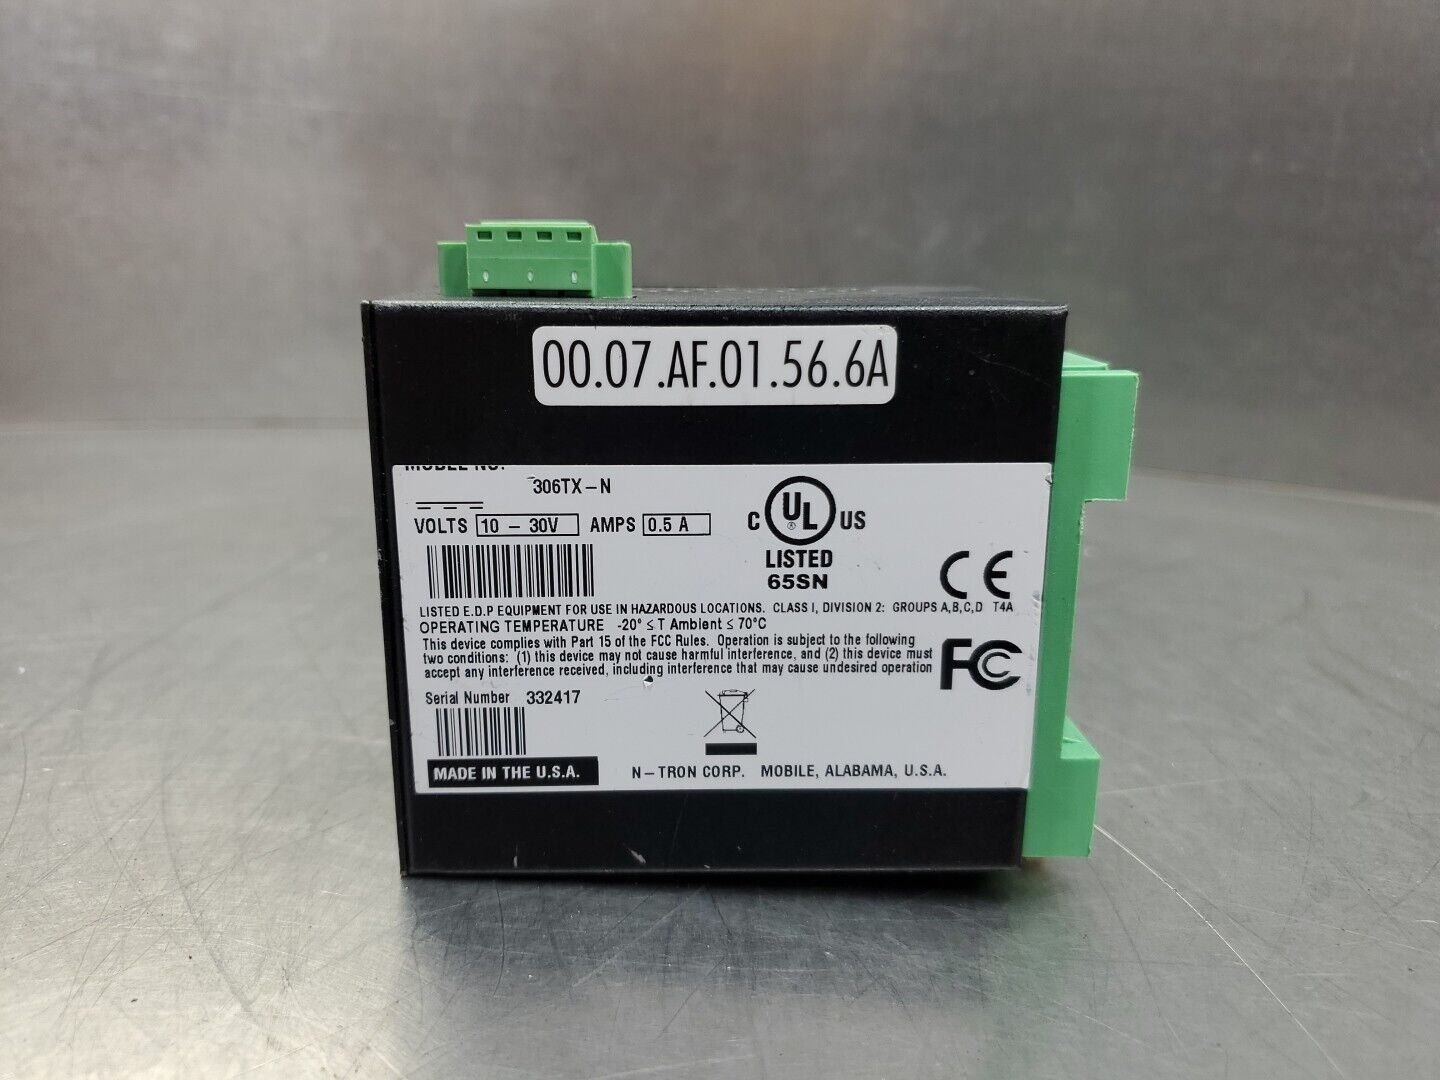 00.07.AF.01.56.6A
MODEL NO.
306TX-N
VOLTS 10 - 30V AMPS 0.5 A
C UL ® US
LISTED
65SN
CE
LISTED E.D.P EQUIPMENT FOR USE IN HAZARDOUS LOCATIONS. CLASS I, DIVISION 2: GROUPS A,B,C,D T4A
OPERATING TEMPERATURE -20° ≤ T Ambient ≤ 70°C
This device complies with Part 15 of the FCC Rules. Operation is subject to the following
two conditions: (1) this device may not cause harmful interference, and (2) this device must
accept any interference received, including interference that may cause undesired operation
FC
Serial Number 332417
MADE IN THE U.S.A. N-TRON CORP. MOBILE, ALABAMA, U.S.A.